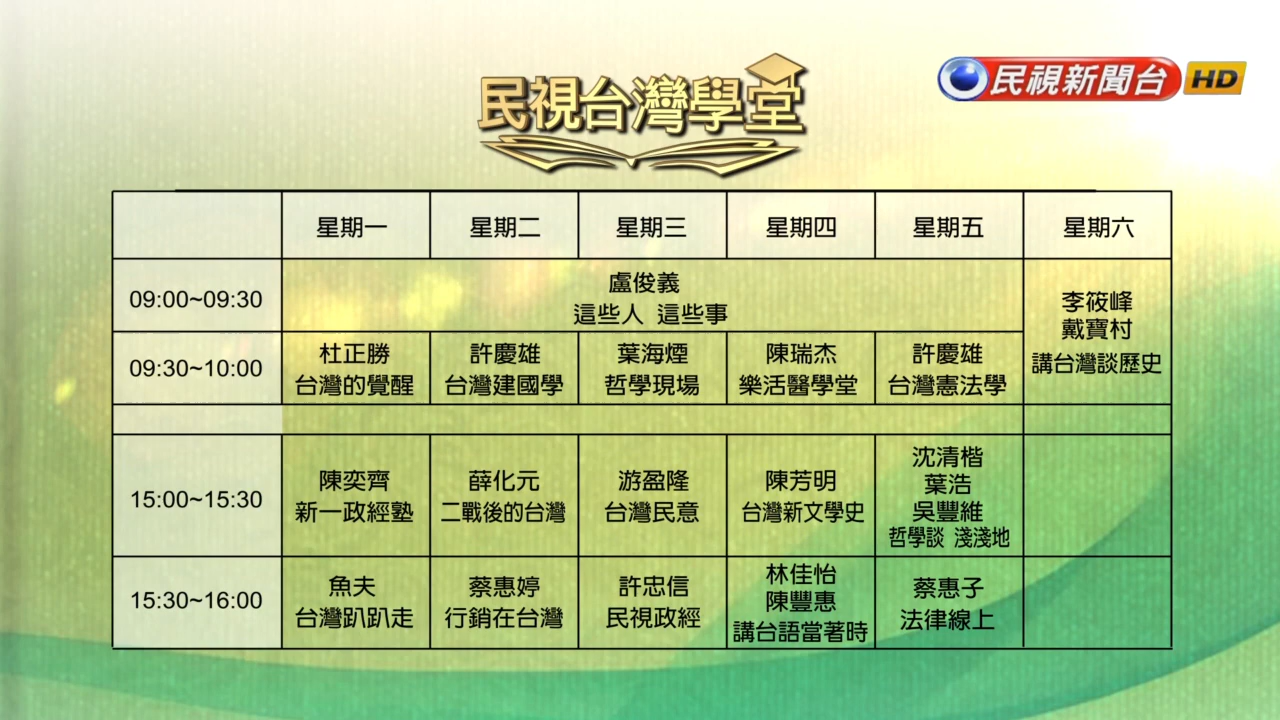 民視台灣學堂
民視新聞台 HD
星期一 星期二 星期三 星期四 星期五 星期六
09:00~09:30
盧俊義
這些人 這些事
李筱峰
戴寶村
講台灣談歷史
09:30~10:00
杜正勝
台灣的覺醒
許慶雄
台灣建國學
葉海煙
哲學現場
陳瑞杰
樂活醫學堂
許慶雄
台灣憲法學
15:00~15:30
陳奕齊
新一政經塾
薛化元
二戰後的台灣
游盈隆
台灣民意
陳芳明
台灣新文學史
沈清楷
葉浩
吳豐維
哲學談 淺淺地
15:30~16:00
魚夫
台灣趴趴走
蔡惠婷
行銷在台灣
許忠信
民視政經
林佳怡
陳豐惠
講台語當著時
蔡惠子
法律線上